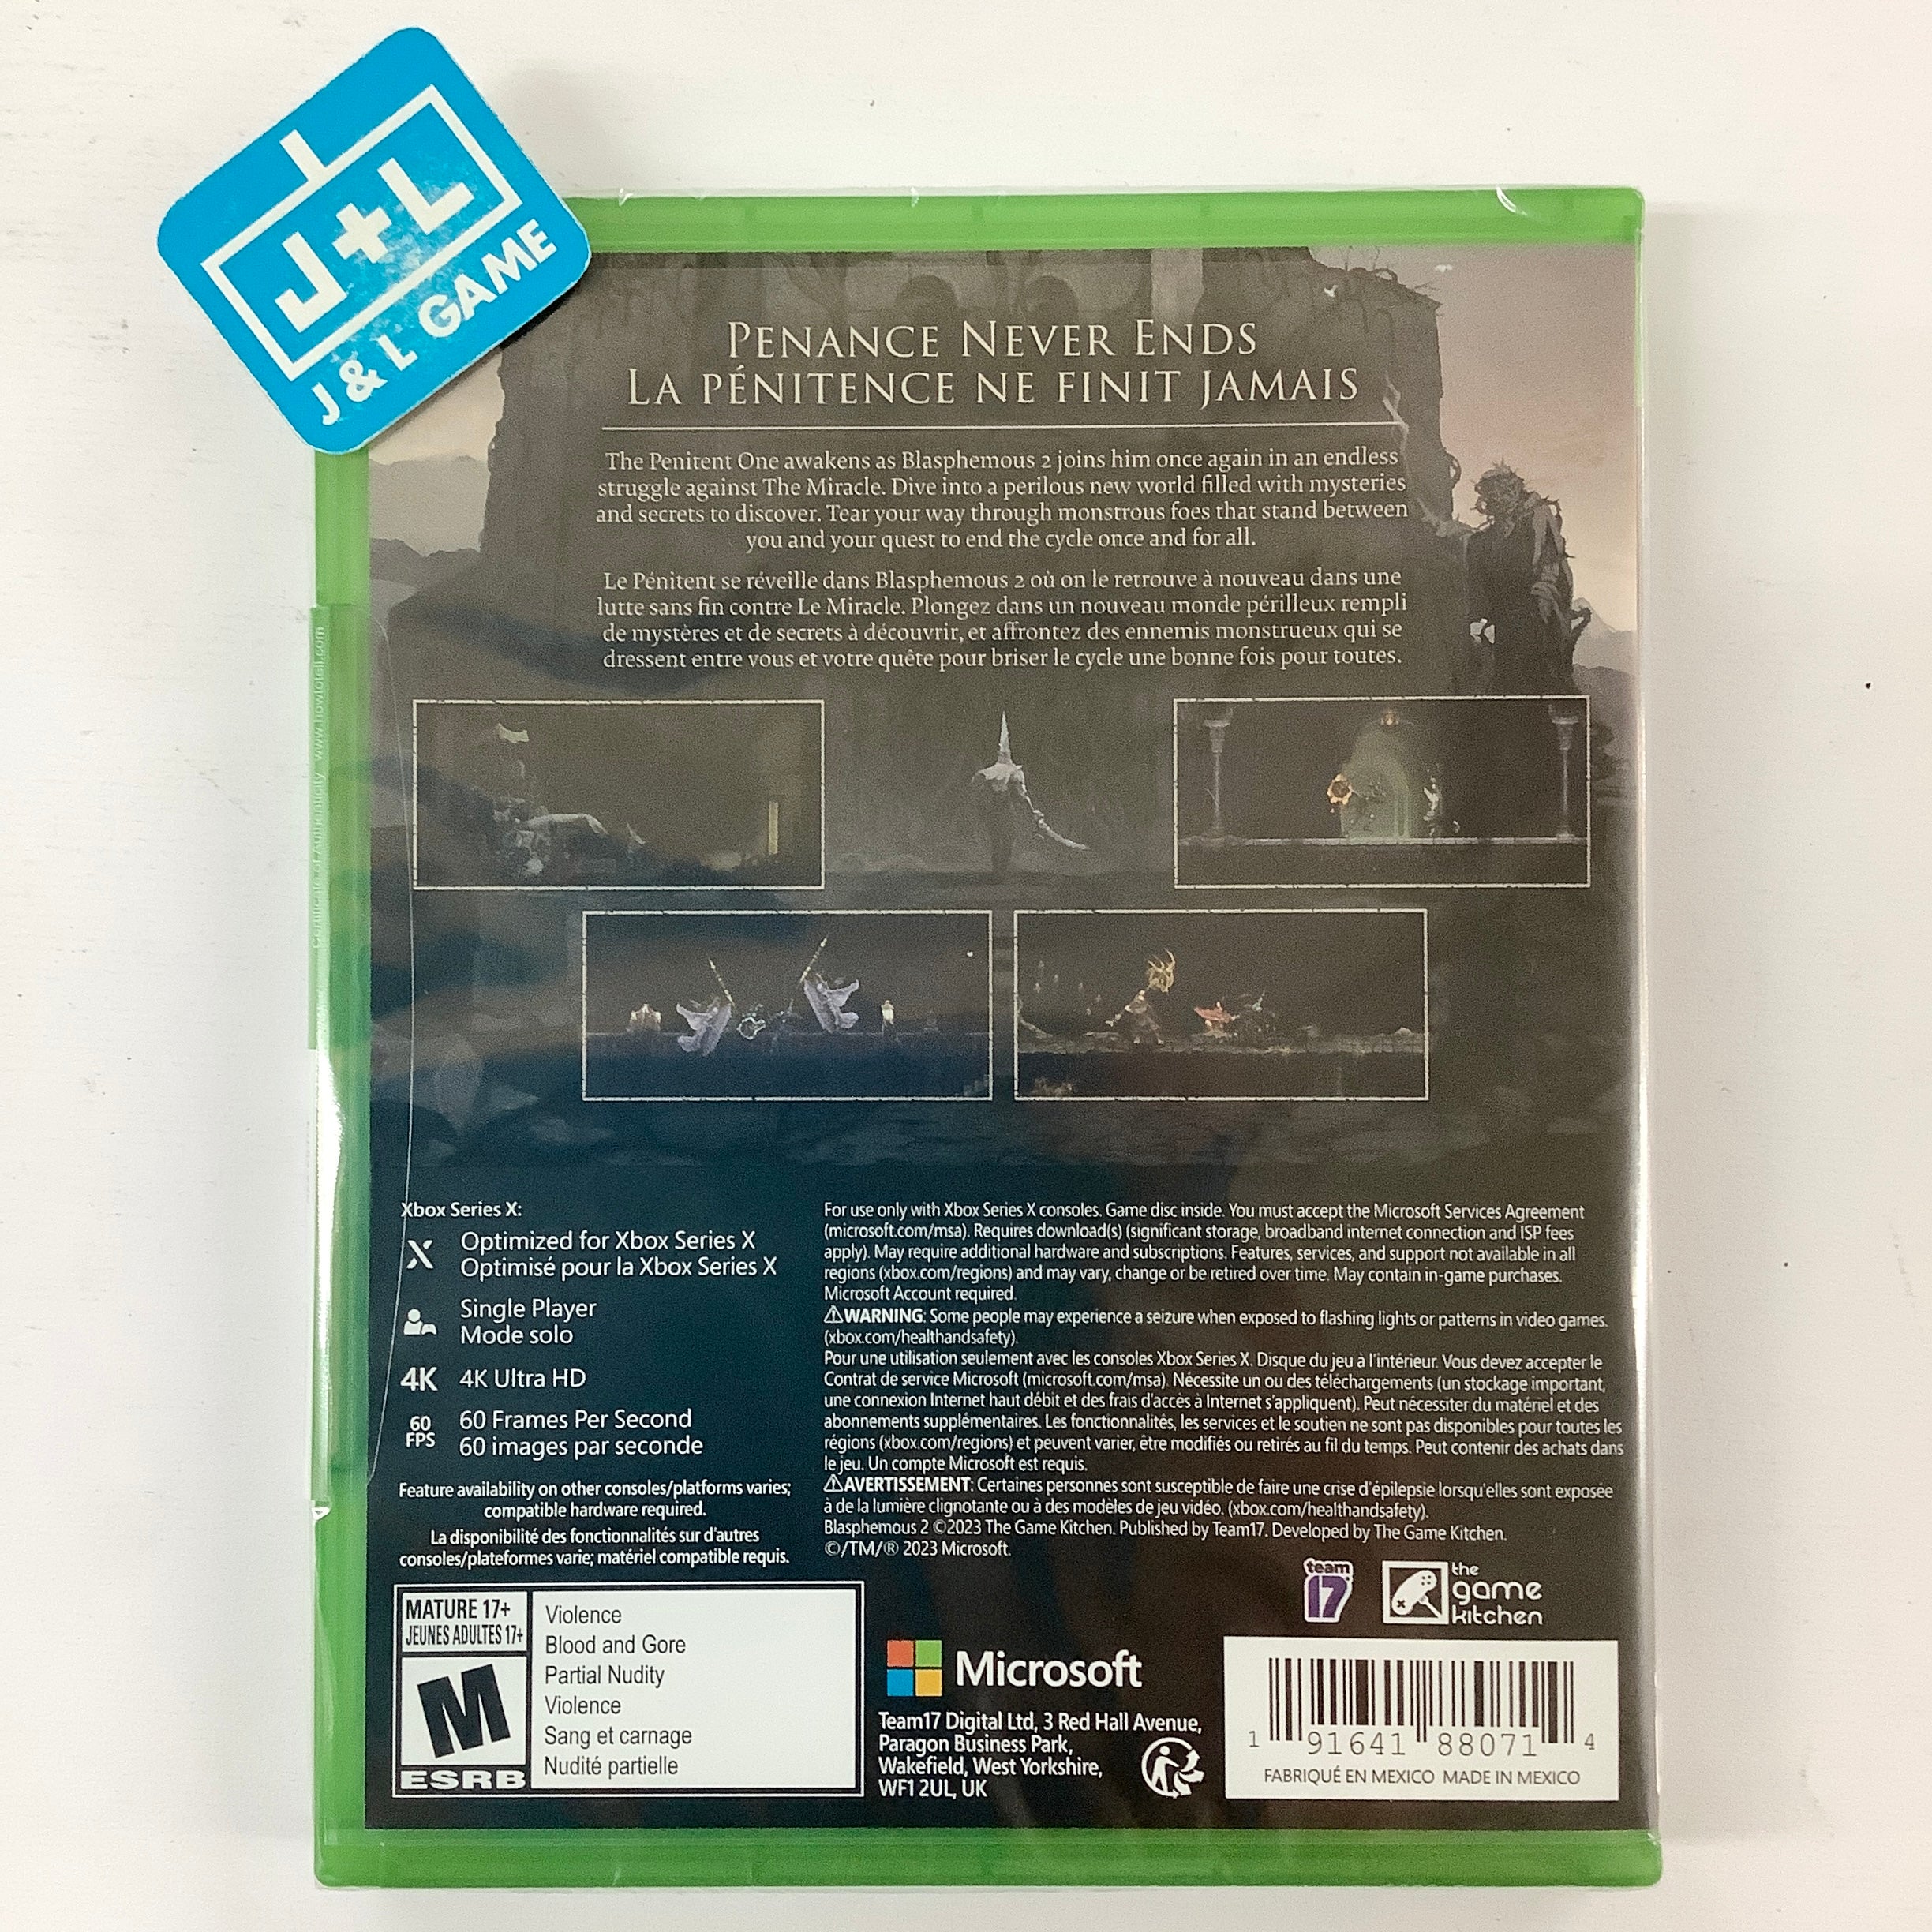 J+L
J & L GAME
PENANCE NEVER ENDS
LA PÉNITENCE NE FINIT JAMAIS
The Penitent One awakens as Blasphemous 2 joins him once again in an endless
struggle against The Miracle. Dive into a perilous new world filled with mysteries
and secrets to discover. Tear your way through monstrous foes that stand between
you and your quest to end the cycle once and for all.
Le Pénitent se réveille dans Blasphemous 2 où on le retrouve à nouveau dans une
lutte sans fin contre Le Miracle. Plongez dans un nouveau monde périlleux rempli
de mystères et de secrets à découvrir, et affrontez des ennemis monstrueux qui se
dressent entre vous et votre quête pour briser le cycle une bonne fois pour toutes.
Certificate of Authenticity www.howtotell.com
Xbox Series X:
Optimized for Xbox Series X
Optimisé pour la Xbox Series X
Single Player
Mode solo
4K 4K Ultra HD
60 FPS
60 Frames Per Second
60 images par seconde
Feature availability on other consoles/platforms varies;
compatible hardware required.
La disponibilité des fonctionnalités sur d'autres
consoles/plateformes varie; matériel compatible requis.
For use only with Xbox Series X consoles. Game disc inside. You must accept the Microsoft Services Agreement
(microsoft.com/msa). Requires download(s) (significant storage, broadband internet connection and ISP fees
apply). May require additional hardware and subscriptions. Features, services, and support not available in all
regions (xbox.com/regions) and may vary, change or be retired over time. May contain in-game purchases.
Microsoft Account required.
⚠WARNING: Some people may experience a seizure when exposed to flashing lights or patterns in video games.
(xbox.com/healthandsafety).
Pour une utilisation seulement avec les consoles Xbox Series X. Disque du jeu à l'intérieur. Vous devez accepter le
Contrat de service Microsoft (microsoft.com/msa). Nécessite un ou des téléchargements (un stockage important,
une connexion Internet haut débit et des frais d'accès à Internet s'appliquent). Peut nécessiter du matériel et des
abonnements supplémentaires. Les fonctionnalités, les services et le soutien ne sont pas disponibles pour toutes les
régions (xbox.com/regions) et peuvent varier, être modifiés ou retirés au fil du temps. Peut contenir des achats dans
le jeu. Un compte Microsoft est requis.
⚠AVERTISSEMENT: Certaines personnes sont susceptible de faire une crise d'épilepsie lorsqu'elles sont exposée
à de la lumière clignotante ou à des modèles de jeu vidéo. (xbox.com/healthandsafety).
Blasphemous 2 ©2023 The Game Kitchen. Published by Team17. Developed by The Game Kitchen.
©/TM/® 2023 Microsoft.
team 17
the game kitchen
MATURE 17+
JEUNES ADULTES 17+
M
ESRB
Violence
Blood and Gore
Partial Nudity
Violence
Sang et carnage
Nudité partielle
Microsoft
Team17 Digital Ltd, 3 Red Hall Avenue,
Paragon Business Park,
Wakefield, West Yorkshire,
WF1 2UL, UK
1 91641 88071 4
FABRIQUÉ EN MEXICO MADE IN MEXICO